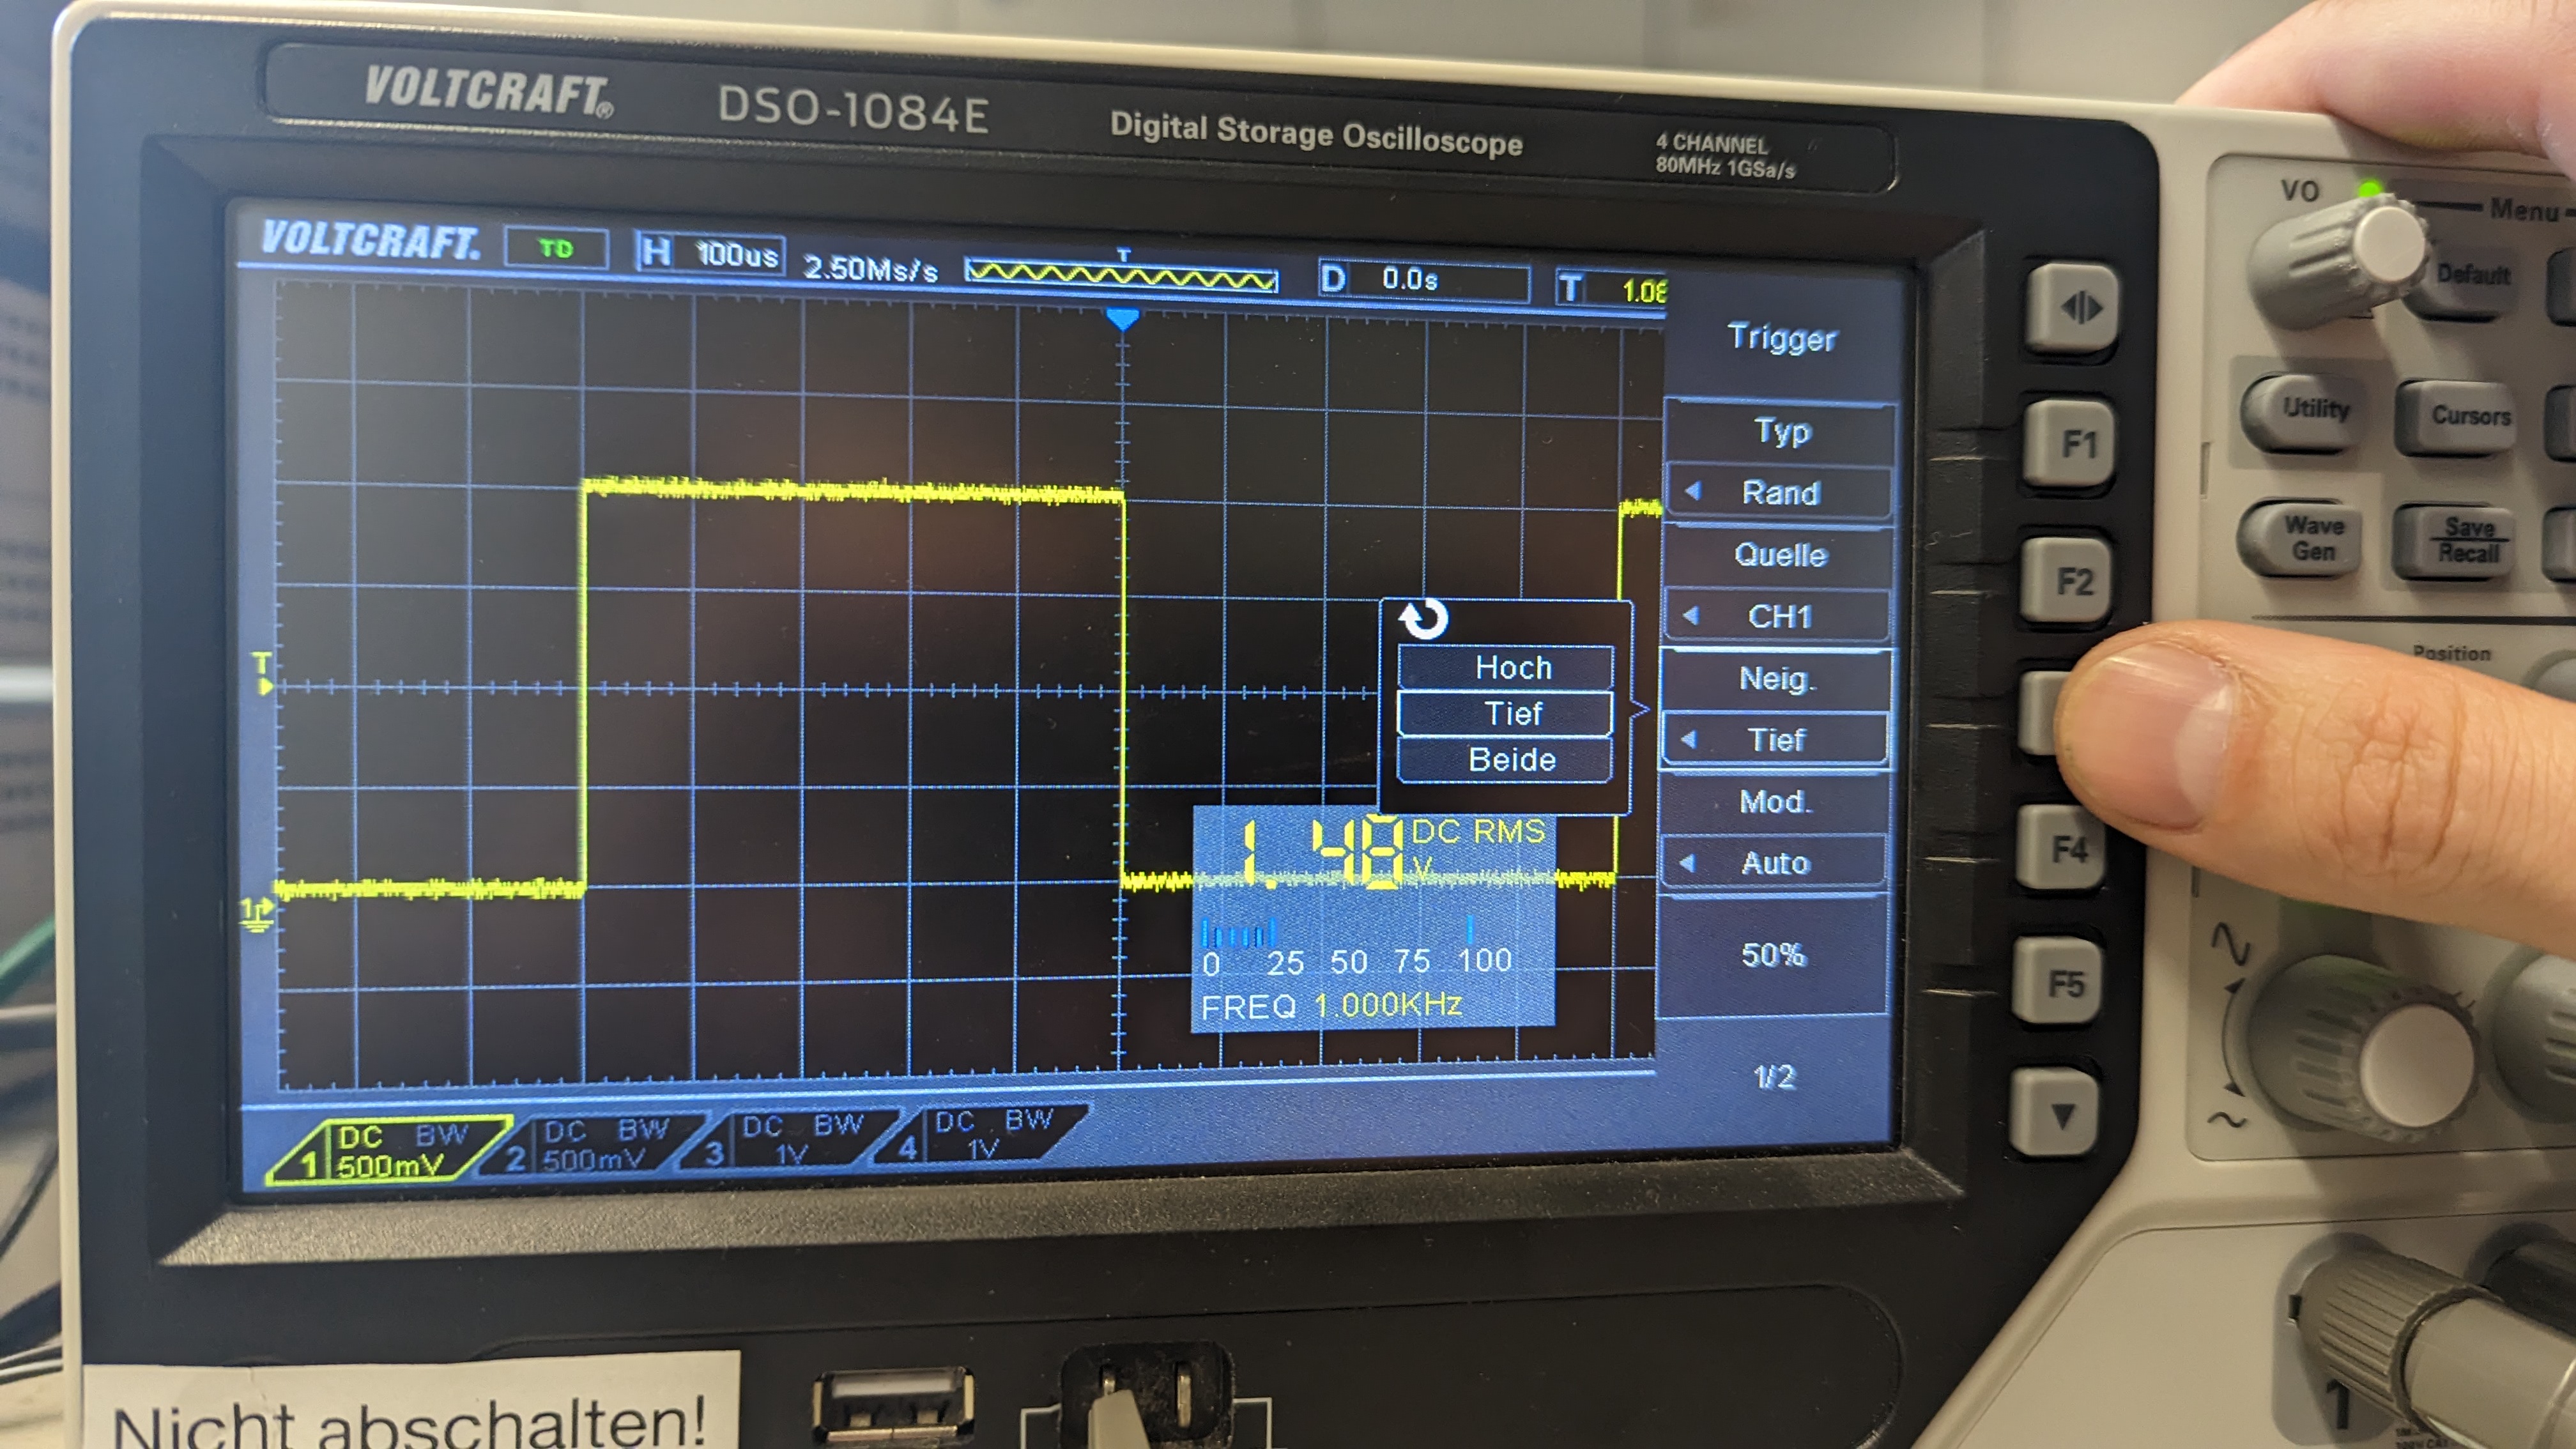 VOLTCRAFT®
DSO-1084E
Digital Storage Oscilloscope
4 CHANNEL
80MHz 1GSa/s
VOLTCRAFT.
TD
H 100us
2.50Ms/s
T
D 0.0s
T 1.08
Trigger
Typ
Rand
Quelle
CH1
Neig.
Tief
Mod.
Auto
50%
1/2
Hoch
Tief
Beide
T
1
1.48 DC RMS
V
0 25 50 75 100
FREQ 1.000KHz
1 DC BW
500mV
2 DC BW
500mV
3 DC BW
1V
4 DC BW
1V
F1
F2
F4
F5
V0
Menu
Default
Utility
Cursors
Wave
Gen
Save
Recall
Position
1
Nicht abschalten!